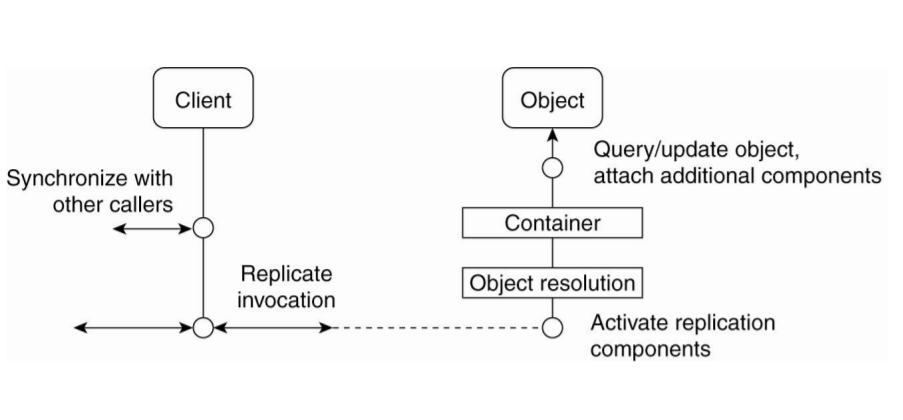 Client
Object
Query/update object,
attach additional components
Synchronize with
other callers
Container
Replicate
invocation
Object resolution
Activate replication
components